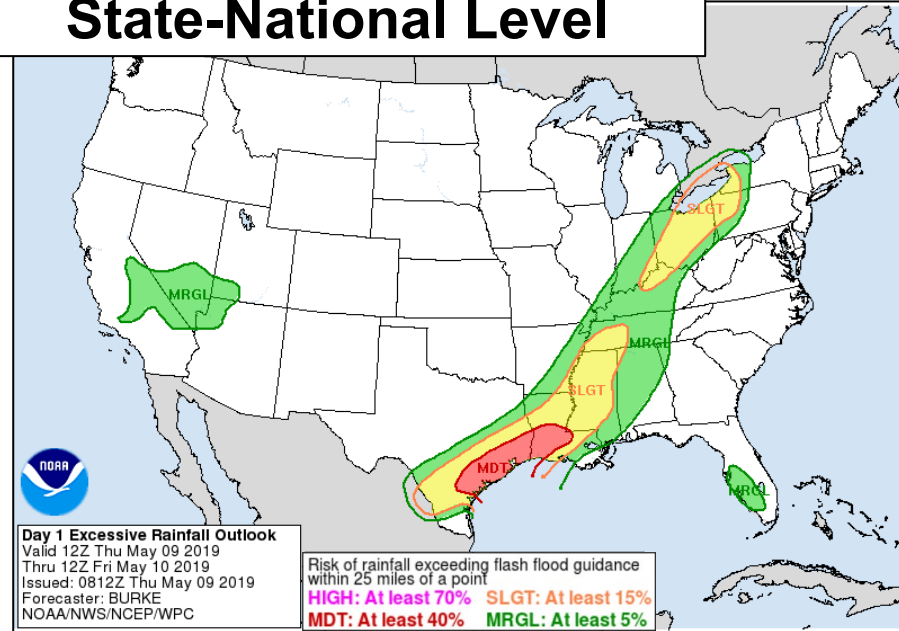 State-National Level
SLGT
MRGL
MRGL
SLGT
MDT
MRGL
NOAA
Day 1 Excessive Rainfall Outlook
Valid 12Z Thu May 09 2019
Thru 12Z Fri May 10 2019
Issued: 0812Z Thu May 09 2019
Forecaster: BURKE
NOAA/NWS/NCEP/WPC
Risk of rainfall exceeding flash flood guidance
within 25 miles of a point
HIGH: At least 70% SLGT: At least 15%
MDT: At least 40% MRGL: At least 5%